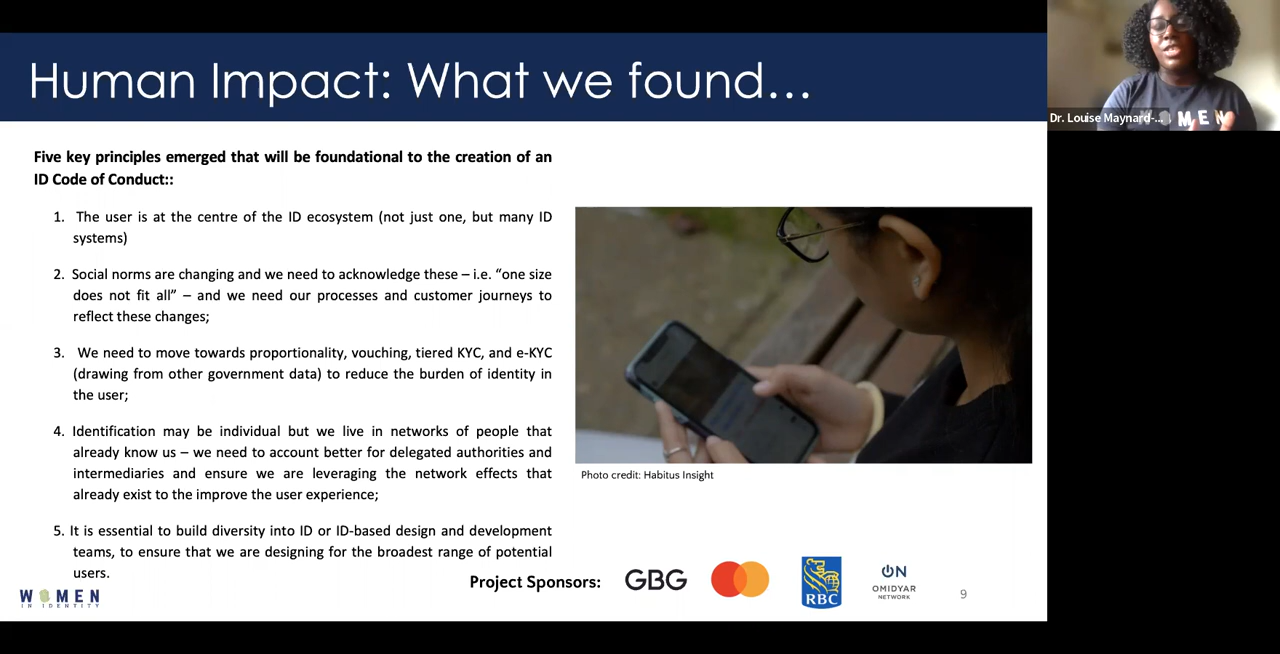 Human Impact: What we found...
Dr. Louise Maynard-...
W MEN
Five key principles emerged that will be foundational to the creation of an
ID Code of Conduct::
1. The user is at the centre of the ID ecosystem (not just one, but many ID
systems)
2. Social norms are changing and we need to acknowledge these – i.e. “one size
does not fit all” – and we need our processes and customer journeys to
reflect these changes;
3. We need to move towards proportionality, vouching, tiered KYC, and e-KYC
(drawing from other government data) to reduce the burden of identity in
the user;
4. Identification may be individual but we live in networks of people that
already know us – we need to account better for delegated authorities and
intermediaries and ensure we are leveraging the network effects that
already exist to the improve the user experience;
5. It is essential to build diversity into ID or ID-based design and development
teams, to ensure that we are designing for the broadest range of potential
users.
Photo credit: Habitus Insight
WOMEN
IN IDENTITY
Project Sponsors:
GBG
RBC
ON
OMIDYAR
NETWORK
9